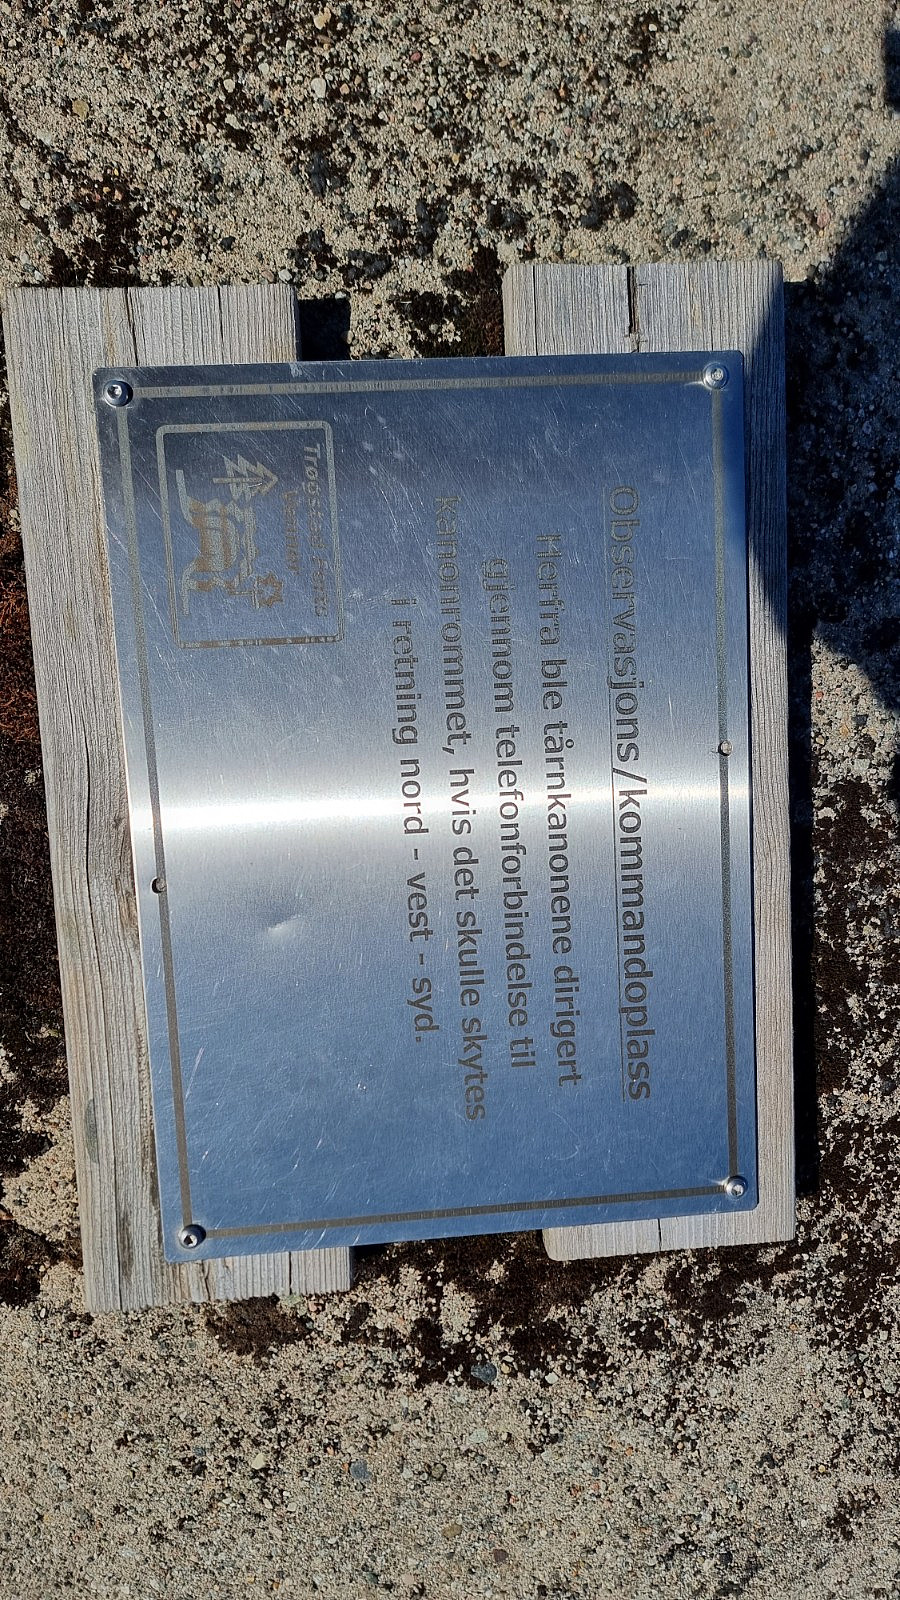 Observasjons/kommandoplass
Herfra ble tårnkanonene dirigert
gjennom telefonforbindelse til
kanonrommet, hvis det skulle skytes
i retning nord - vest - syd.
Trøgstad Forts
Venner